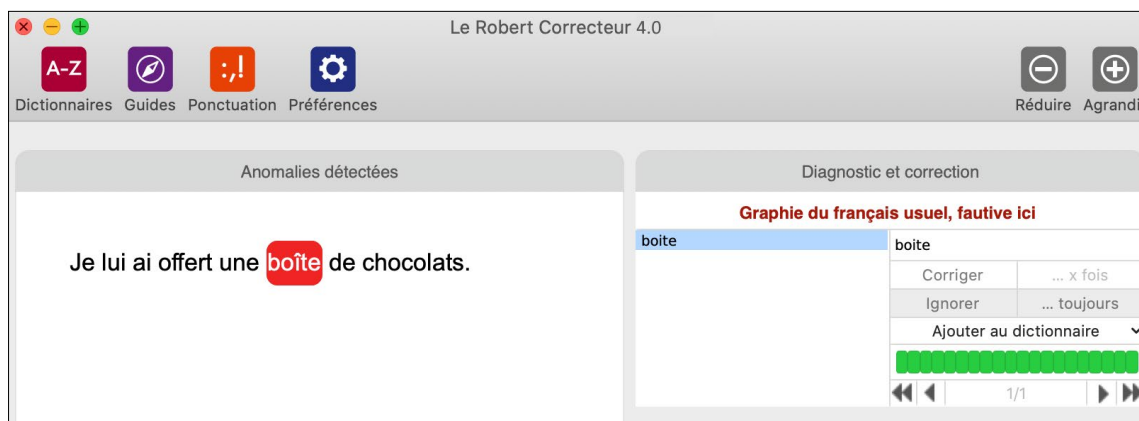 Le Robert Correcteur 4.0
A-Z
:,!
Dictionnaires Guides Ponctuation Préférences
Réduire Agrandi
Anomalies détectées
Je lui ai offert une boîte de chocolats.
Diagnostic et correction
Graphie du français usuel, fautive ici
boite
boite
Corriger ... x fois
Ignorer ... toujours
Ajouter au dictionnaire
1/1